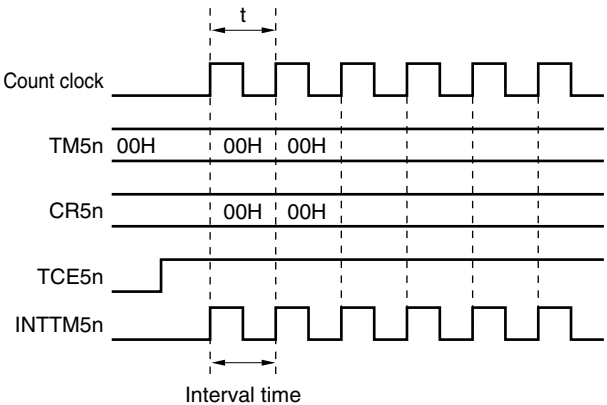 t
Count clock
TM5n 00H 00H 00H
CR5n 00H 00H
TCE5n
INTTM5n
Interval time